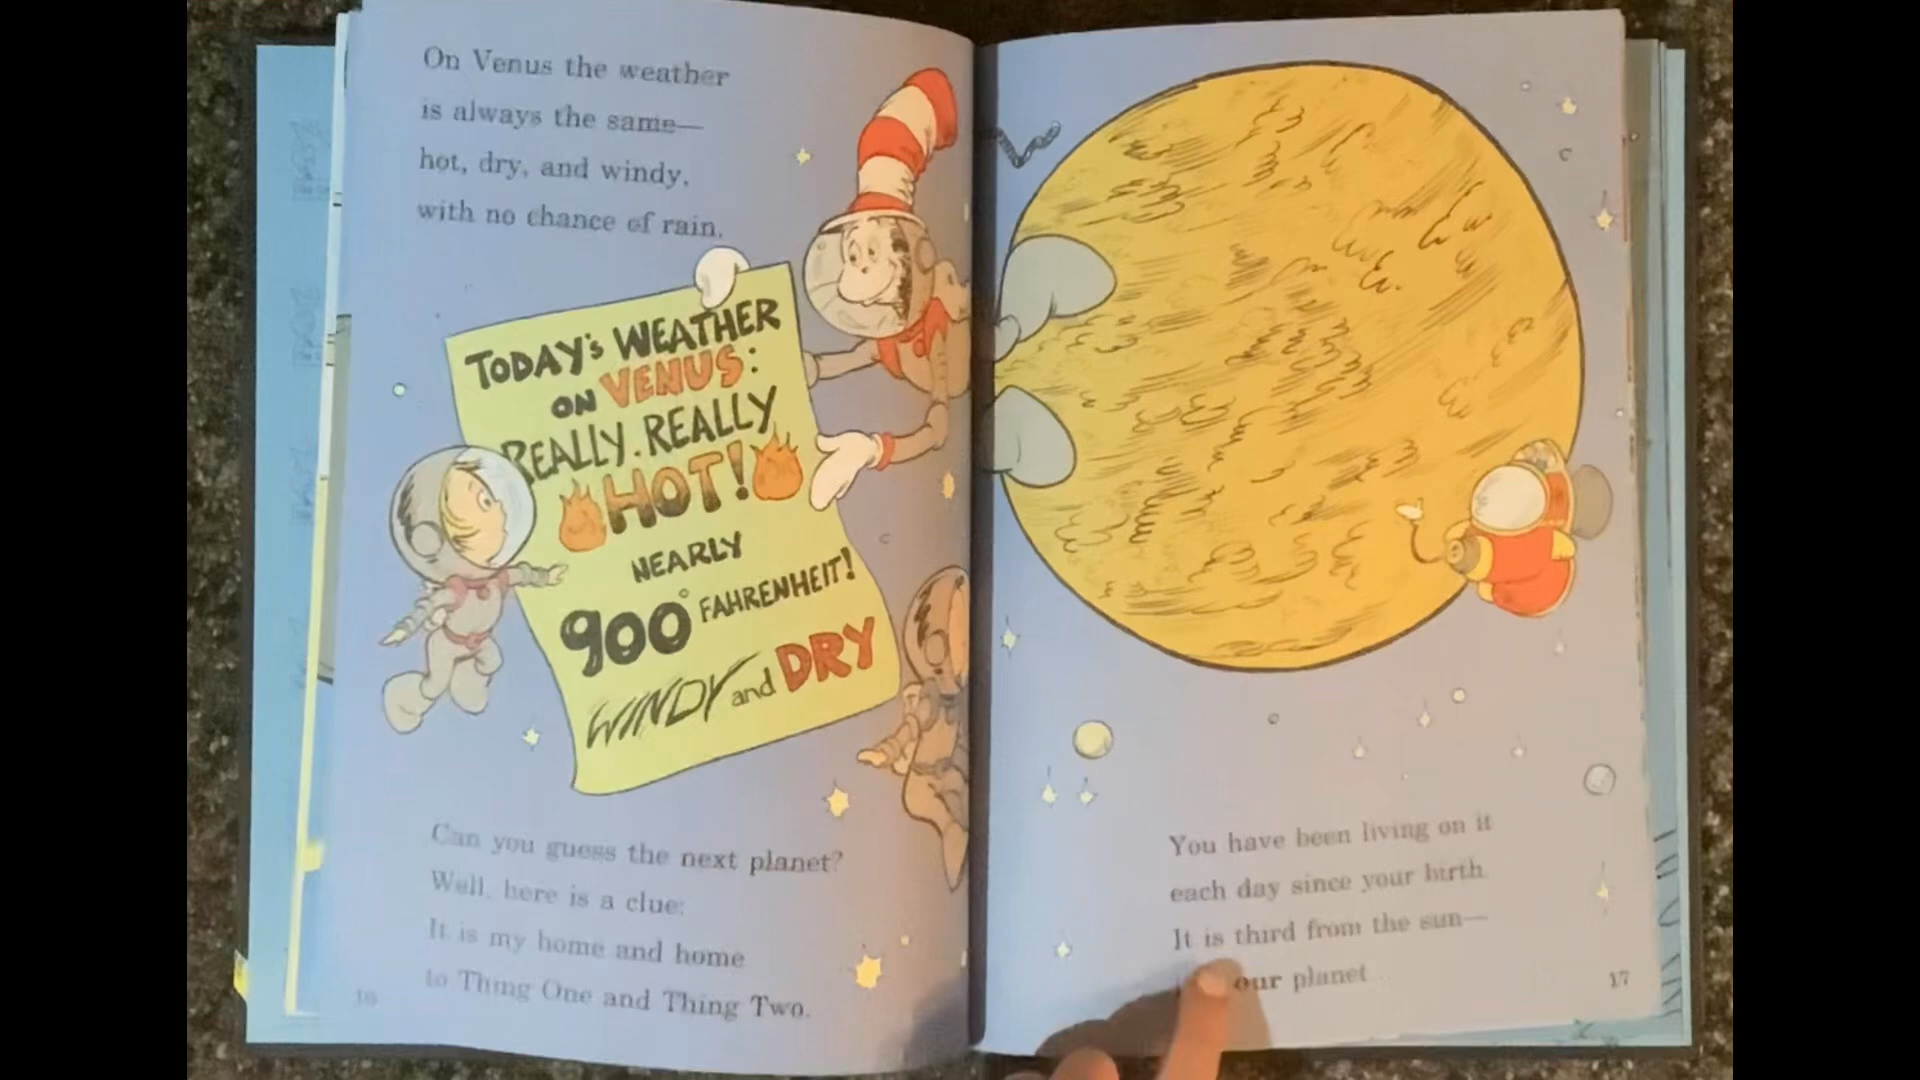 On Venus the weather
is always the same—
hot, dry, and windy,
with no chance of rain.
TODAY'S WEATHER
ON VENUS:
REALLY, REALLY
HOT!
NEARLY
900° FAHRENHEIT!
WINDY and DRY
Can you guess the next planet?
Well, here is a clue:
It is my home and home
to Thing One and Thing Two.
16
You have been living on it
each day since your birth.
It is third from the sun—
our planet
17